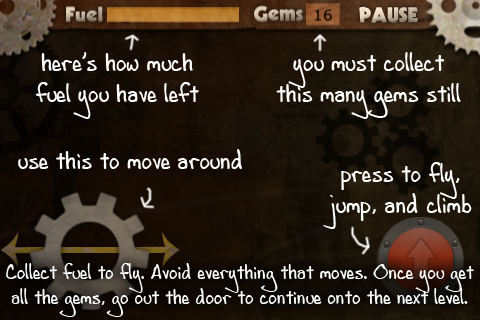 Fuel Gems 16 PAUSE
here's how much
fuel you have left
you must collect
this many gems still
use this to move around
press to fly,
jump, and climb
Collect fuel to fly. Avoid everything that moves. Once you get
all the gems, go out the door to continue onto the next level.